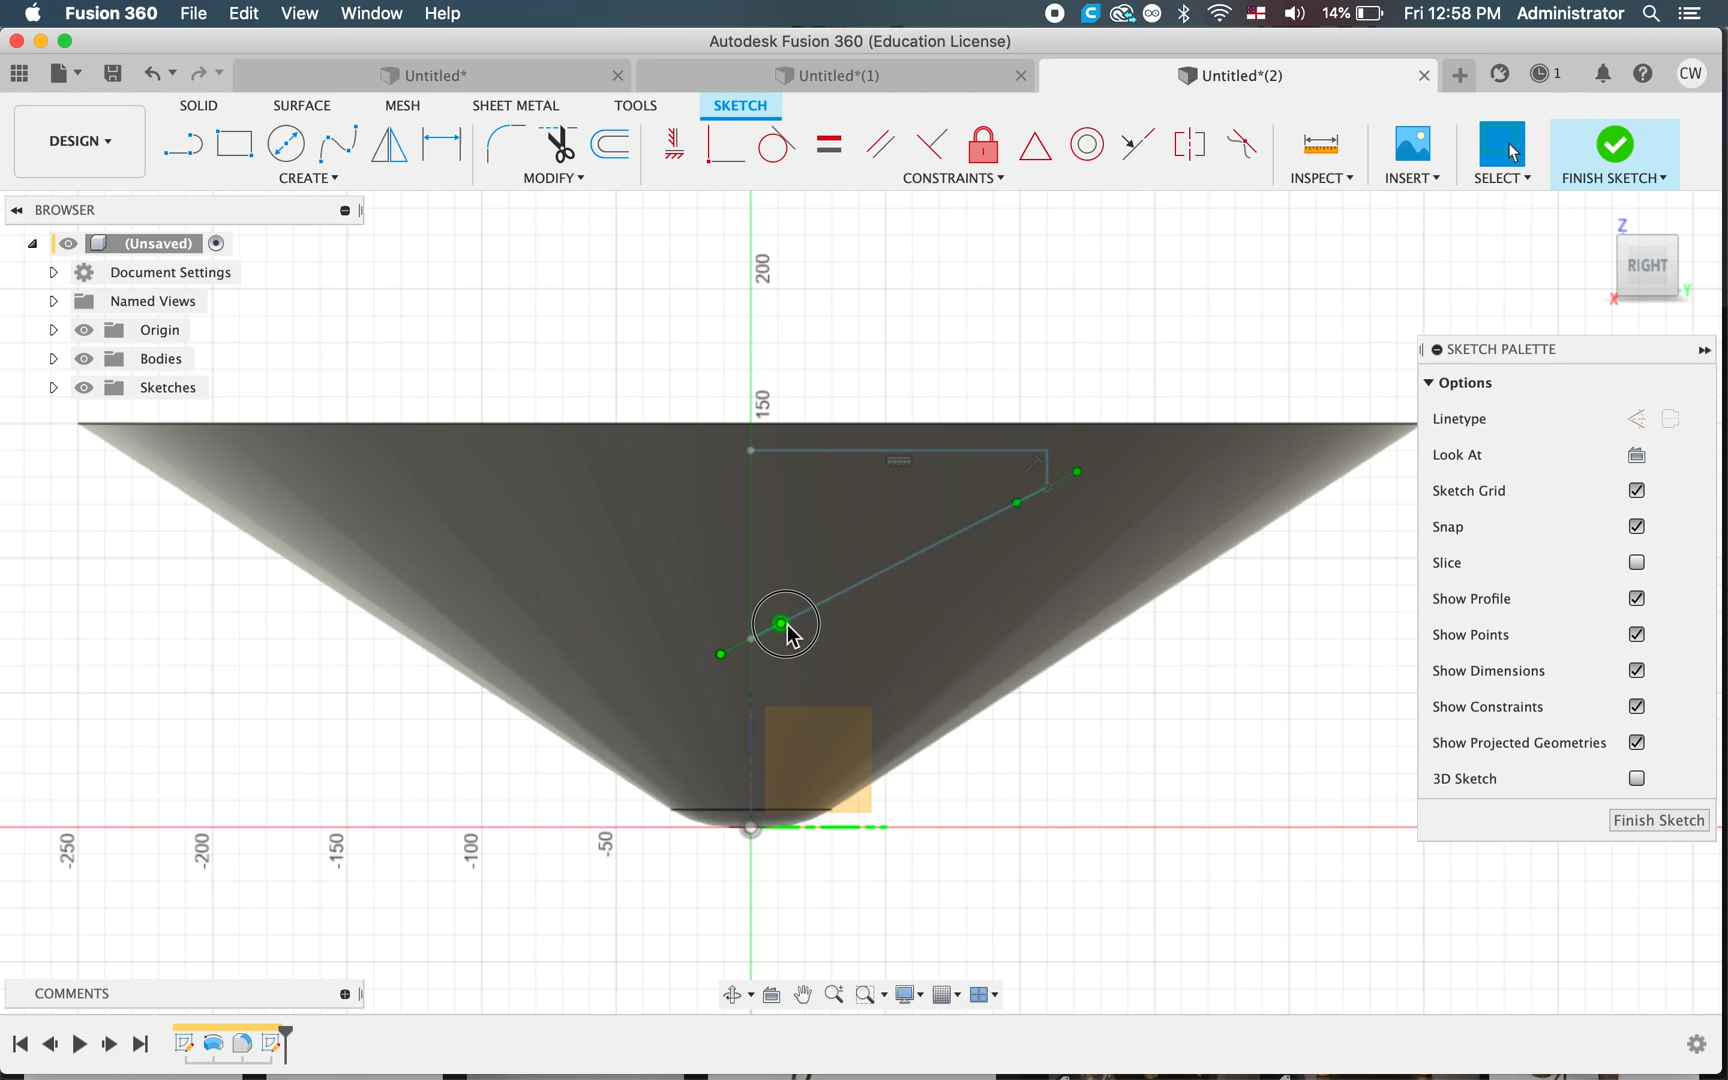 Fusion 360 File Edit View Window Help 14% Fri 12:58 PM Administrator
Autodesk Fusion 360 (Education License)
Untitled* Untitled*(1) Untitled*(2) 1 CW
SOLID SURFACE MESH SHEET METAL TOOLS SKETCH
DESIGN
CREATE MODIFY CONSTRAINTS INSPECT INSERT SELECT FINISH SKETCH
BROWSER
(Unsaved)
Document Settings
Named Views
Origin
Bodies
Sketches
200
150
-250
-200
-150
-100
-50
Z
RIGHT
X
Y
SKETCH PALETTE
Options
Linetype
Look At
Sketch Grid
Snap
Slice
Show Profile
Show Points
Show Dimensions
Show Constraints
Show Projected Geometries
3D Sketch
Finish Sketch
COMMENTS